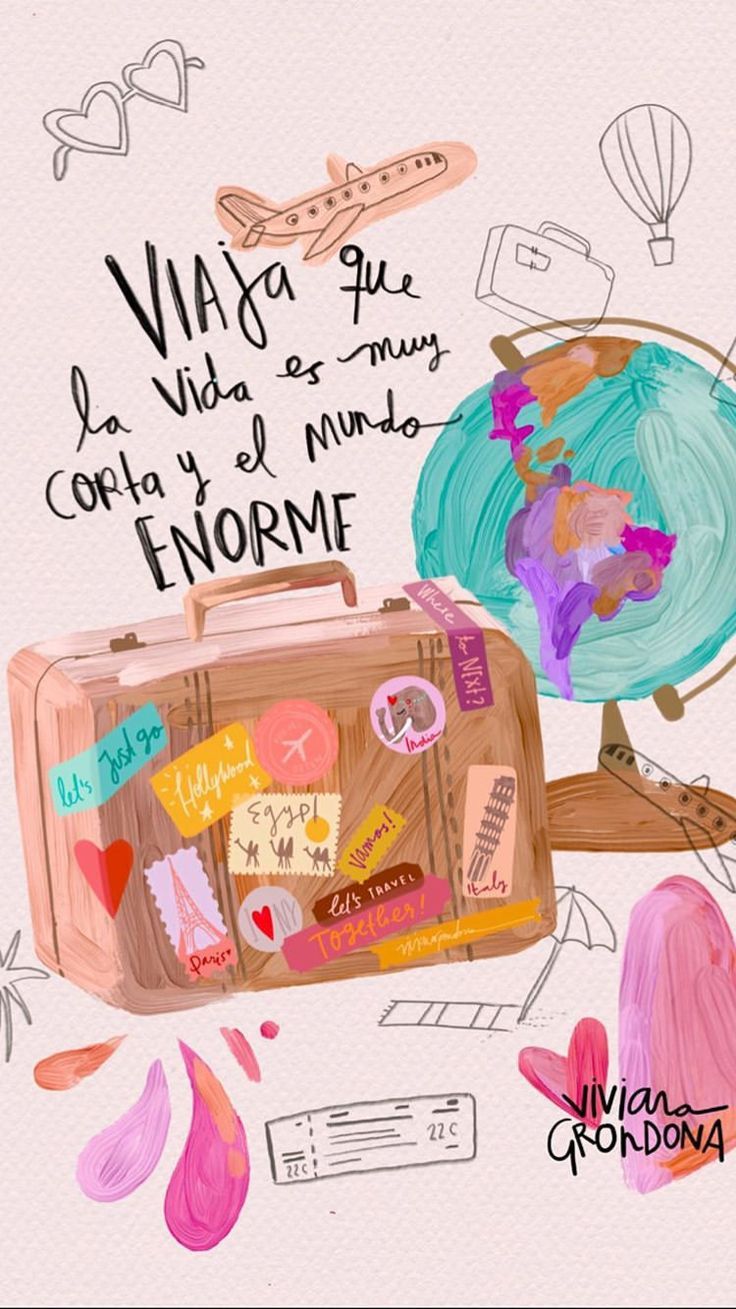 VIAja que
la vida es muy
corta y el mundo
ENORME
Where to Next?
let's Just go
Hollywood
India
EGYPT
Vamos!
Italy
I ♥ NY
let's TRAVEL
Together!
Paris
vivianagrondona
22C
22C
viviana
GRONDONA